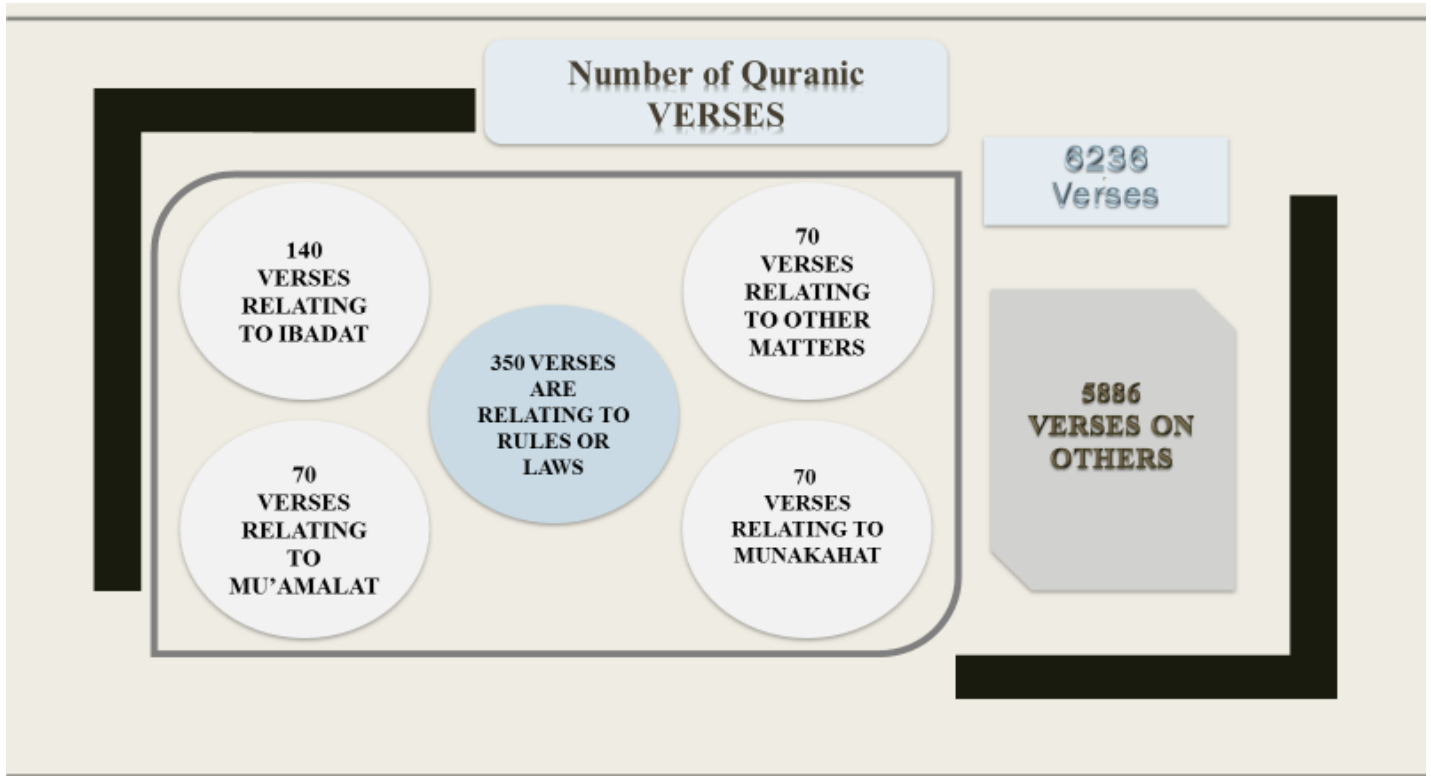 Number of Quranic
VERSES
6236
Verses
140
VERSES
RELATING
TO IBADAT
70
VERSES
RELATING
TO OTHER
MATTERS
350 VERSES
ARE
RELATING TO
RULES OR
LAWS
70
VERSES
RELATING
TO
MU’AMALAT
70
VERSES
RELATING TO
MUNAKAHAT
5886
VERSES ON
OTHERS